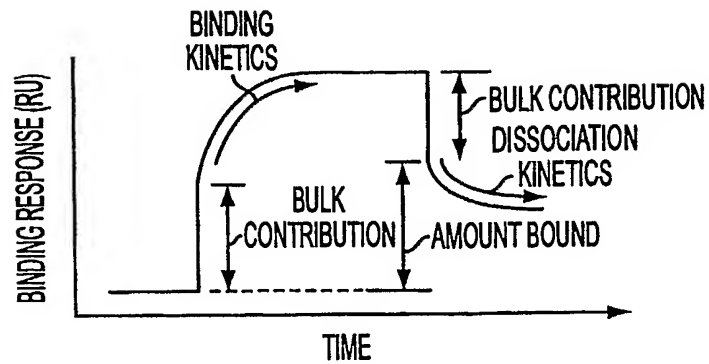 BINDING
KINETICS
BINDING RESPONSE (RU)
BULK CONTRIBUTION
DISSOCIATION
KINETICS
BULK
CONTRIBUTION
AMOUNT BOUND
TIME